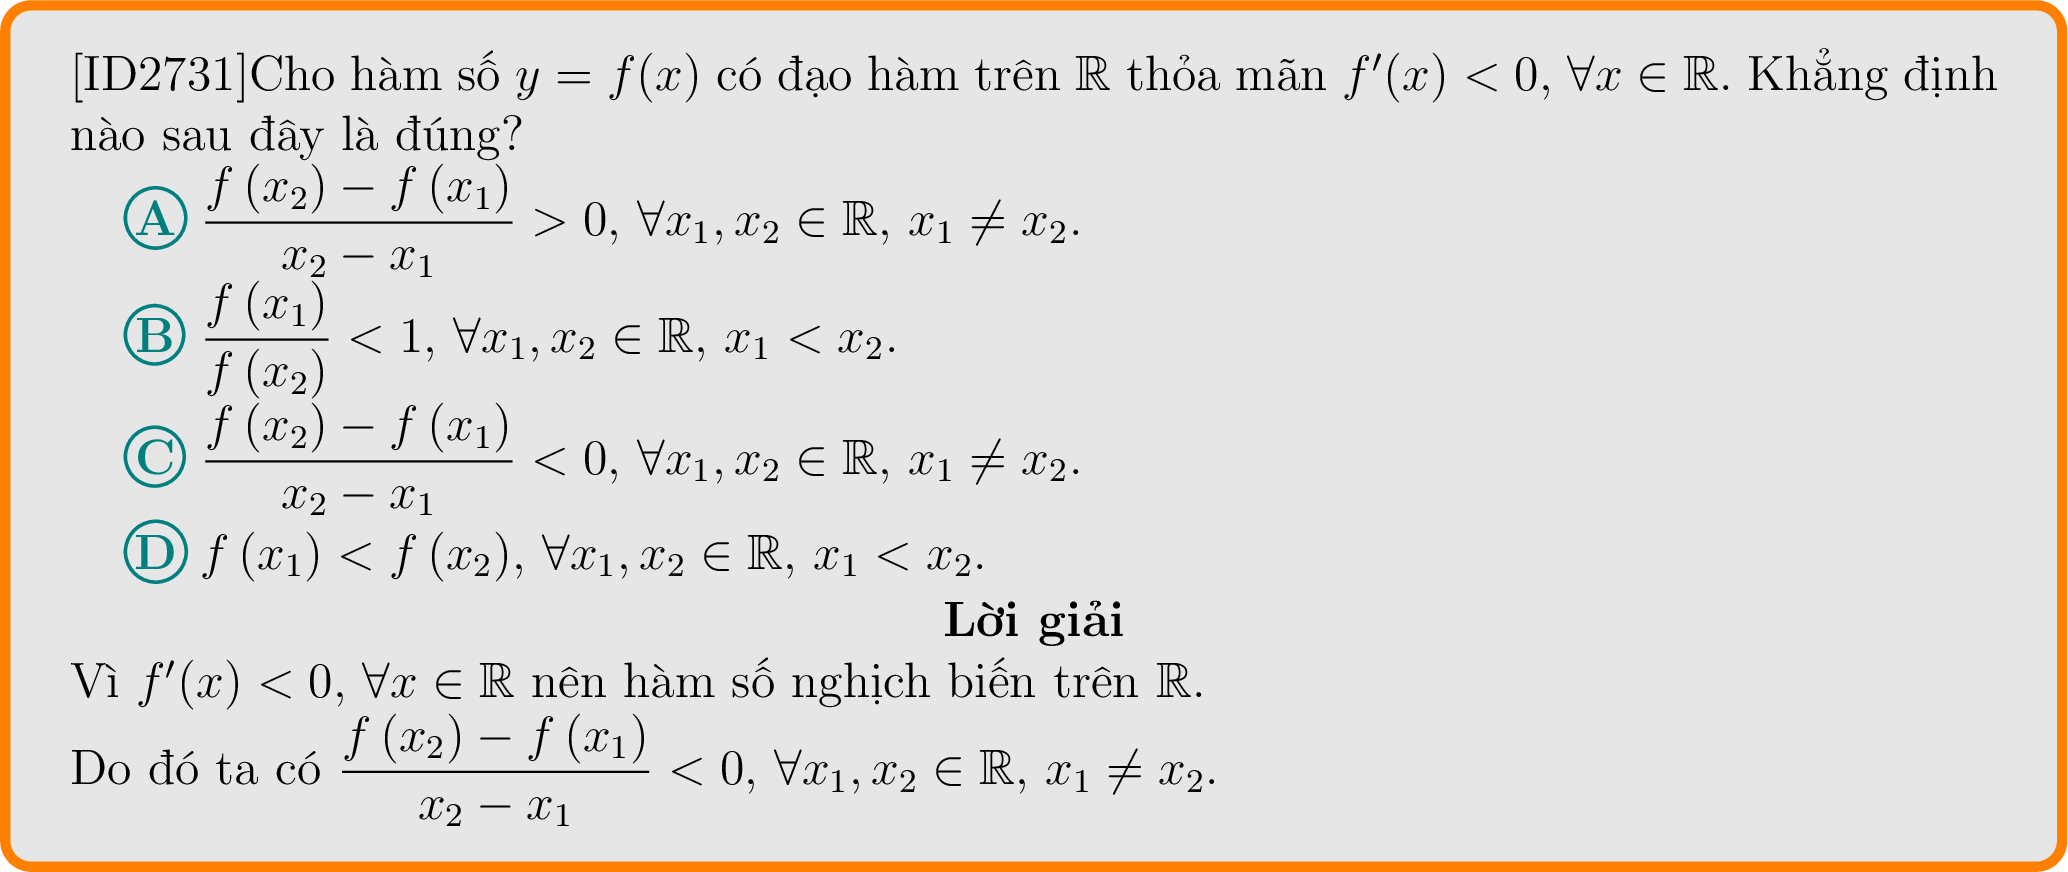 [ID2731]Cho hàm số $y = f(x)$ có đạo hàm trên $\mathbb{R}$ thỏa mãn $f'(x) < 0, \forall x \in \mathbb{R}$. Khẳng định
nào sau đây là đúng?
Ⓐ $\dfrac{f(x_2) - f(x_1)}{x_2 - x_1} > 0, \forall x_1, x_2 \in \mathbb{R}, x_1 \neq x_2.$
Ⓑ $\dfrac{f(x_1)}{f(x_2)} < 1, \forall x_1, x_2 \in \mathbb{R}, x_1 < x_2.$
Ⓒ $\dfrac{f(x_2) - f(x_1)}{x_2 - x_1} < 0, \forall x_1, x_2 \in \mathbb{R}, x_1 \neq x_2.$
Ⓓ $f(x_1) < f(x_2), \forall x_1, x_2 \in \mathbb{R}, x_1 < x_2.$
Lời giải
Vì $f'(x) < 0, \forall x \in \mathbb{R}$ nên hàm số nghịch biến trên $\mathbb{R}$.
Do đó ta có $\dfrac{f(x_2) - f(x_1)}{x_2 - x_1} < 0, \forall x_1, x_2 \in \mathbb{R}, x_1 \neq x_2.$